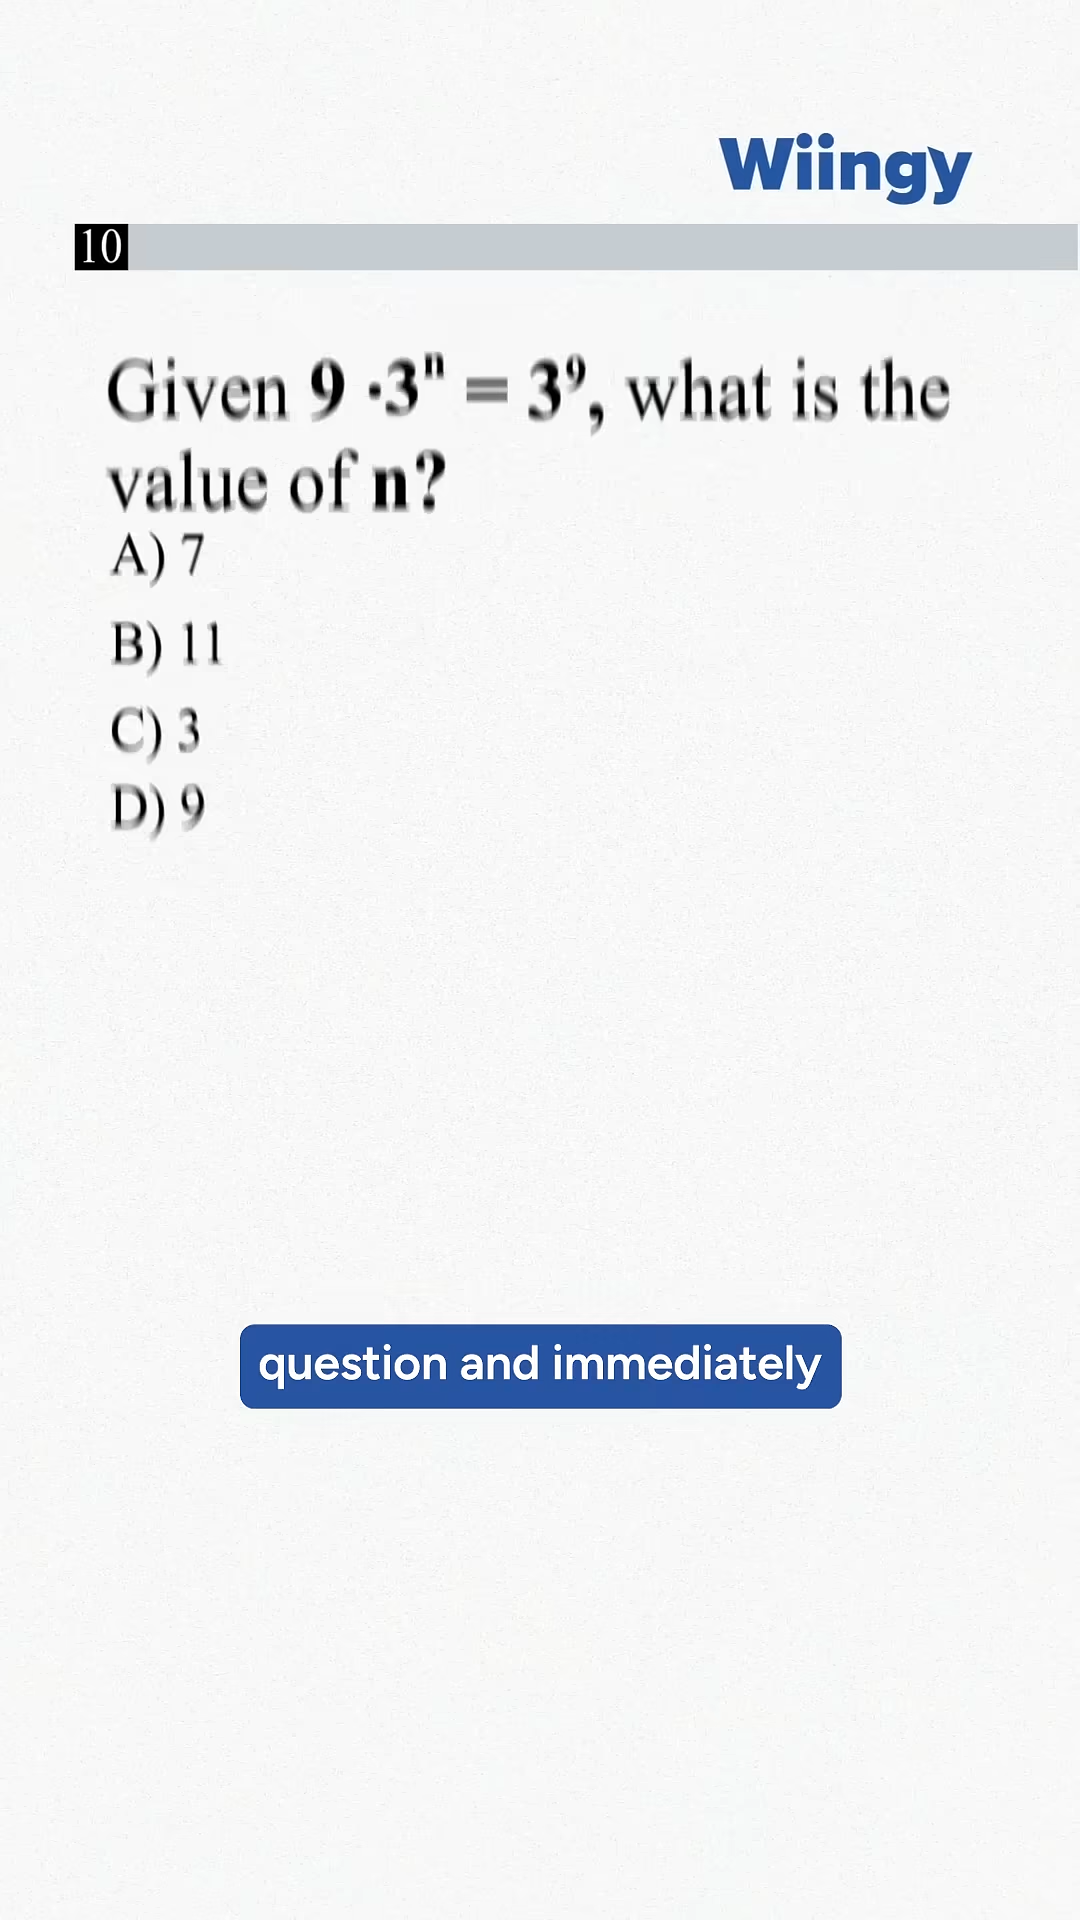 Wiingy
10
Given 9 ·3ⁿ = 3⁹, what is the
value of n?
A) 7
B) 11
C) 3
D) 9
question and immediately